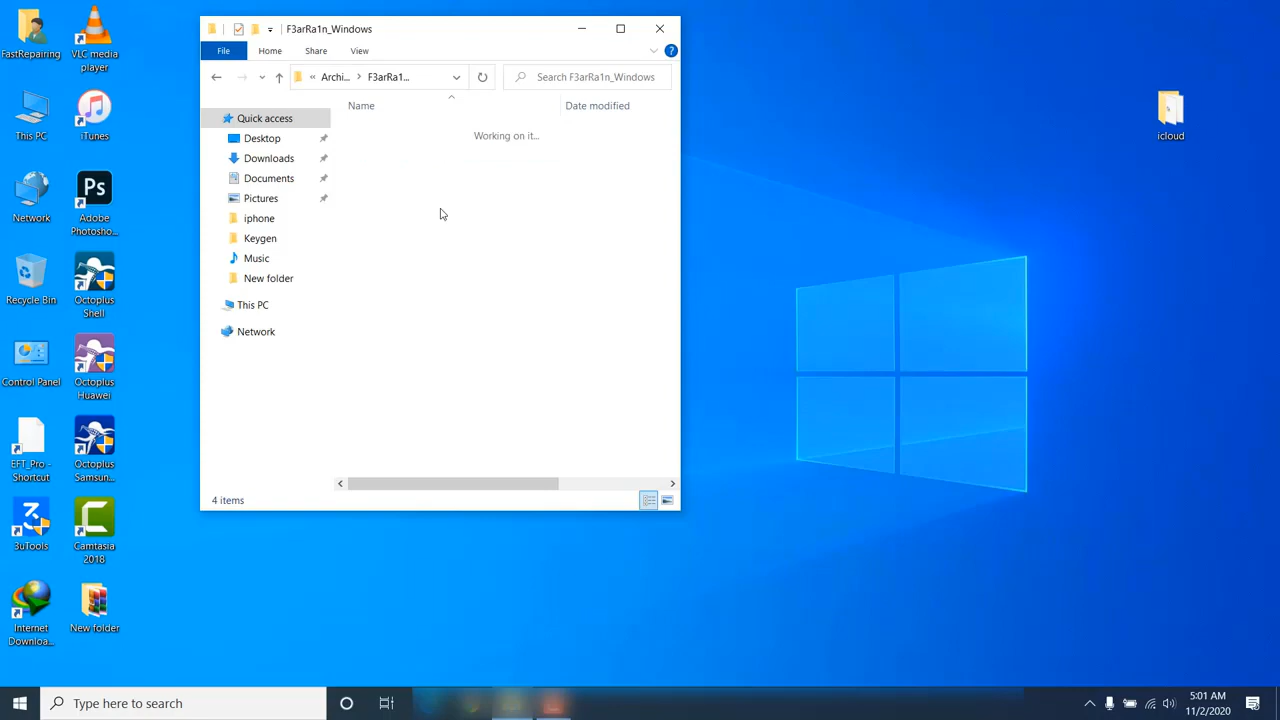 F3arRa1n_Windows
File
Home
Share
View
?
« Archi... > F3arRa1...
Search F3arRa1n_Windows
Name
Date modified
Working on it...
Quick access
Desktop
Downloads
Documents
Pictures
iphone
Keygen
Music
New folder
This PC
Network
4 items
FastRepairing
VLC media
player
This PC
iTunes
Network
Ps
Adobe
Photosho...
Recycle Bin
Octoplus
Shell
Control Panel
Octoplus
Huawei
EFT_Pro -
Shortcut
Octoplus
Samsun...
3uTools
Camtasia
2018
Internet
Downloa...
New folder
icloud
Type here to search
5:01 AM
11/2/2020